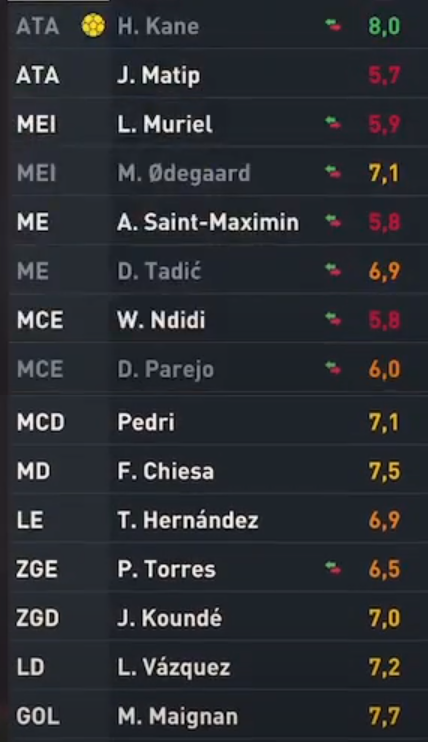 ATA H. Kane 8,0
ATA J. Matip 5,7
MEI L. Muriel 5,9
MEI M. Ødegaard 7,1
ME A. Saint-Maximin 5,8
ME D. Tadić 6,9
MCE W. Ndidi 5,8
MCE D. Parejo 6,0
MCD Pedri 7,1
MD F. Chiesa 7,5
LE T. Hernández 6,9
ZGE P. Torres 6,5
ZGD J. Koundé 7,0
LD L. Vázquez 7,2
GOL M. Maignan 7,7